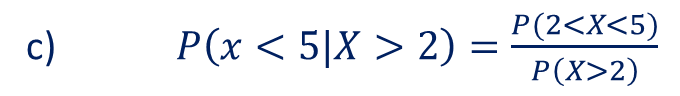 c) P(x < 5|X > 2) = P(2<X<5) / P(X>2)